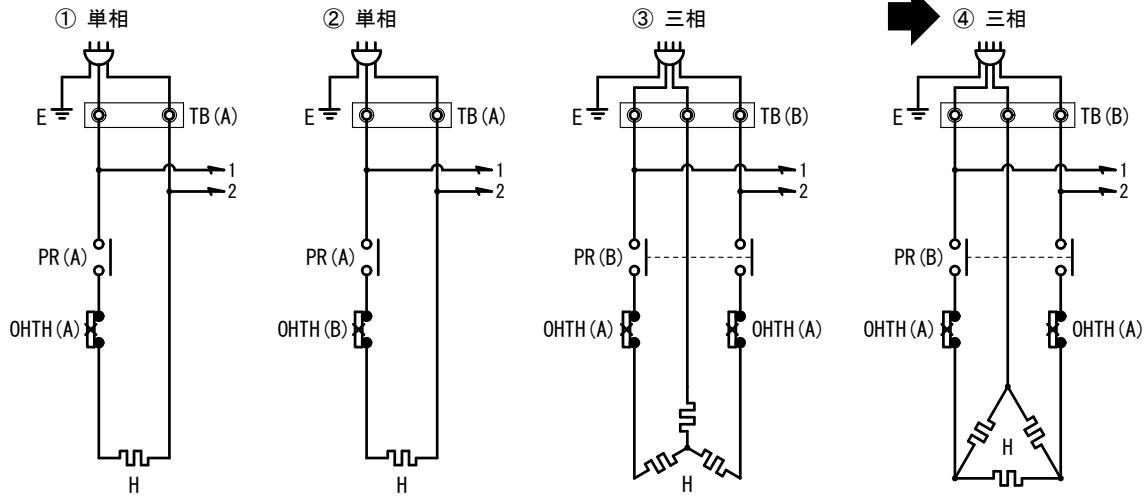 ① 単相
② 単相
③ 三相
④ 三相
E
TB(A)
E
TB(A)
E
TB(B)
E
TB(B)
1
1
1
1
2
2
2
2
PR(A)
PR(A)
PR(B)
PR(B)
OHTH(A)
OHTH(B)
OHTH(A)
OHTH(A)
OHTH(A)
OHTH(A)
H
H
H
H